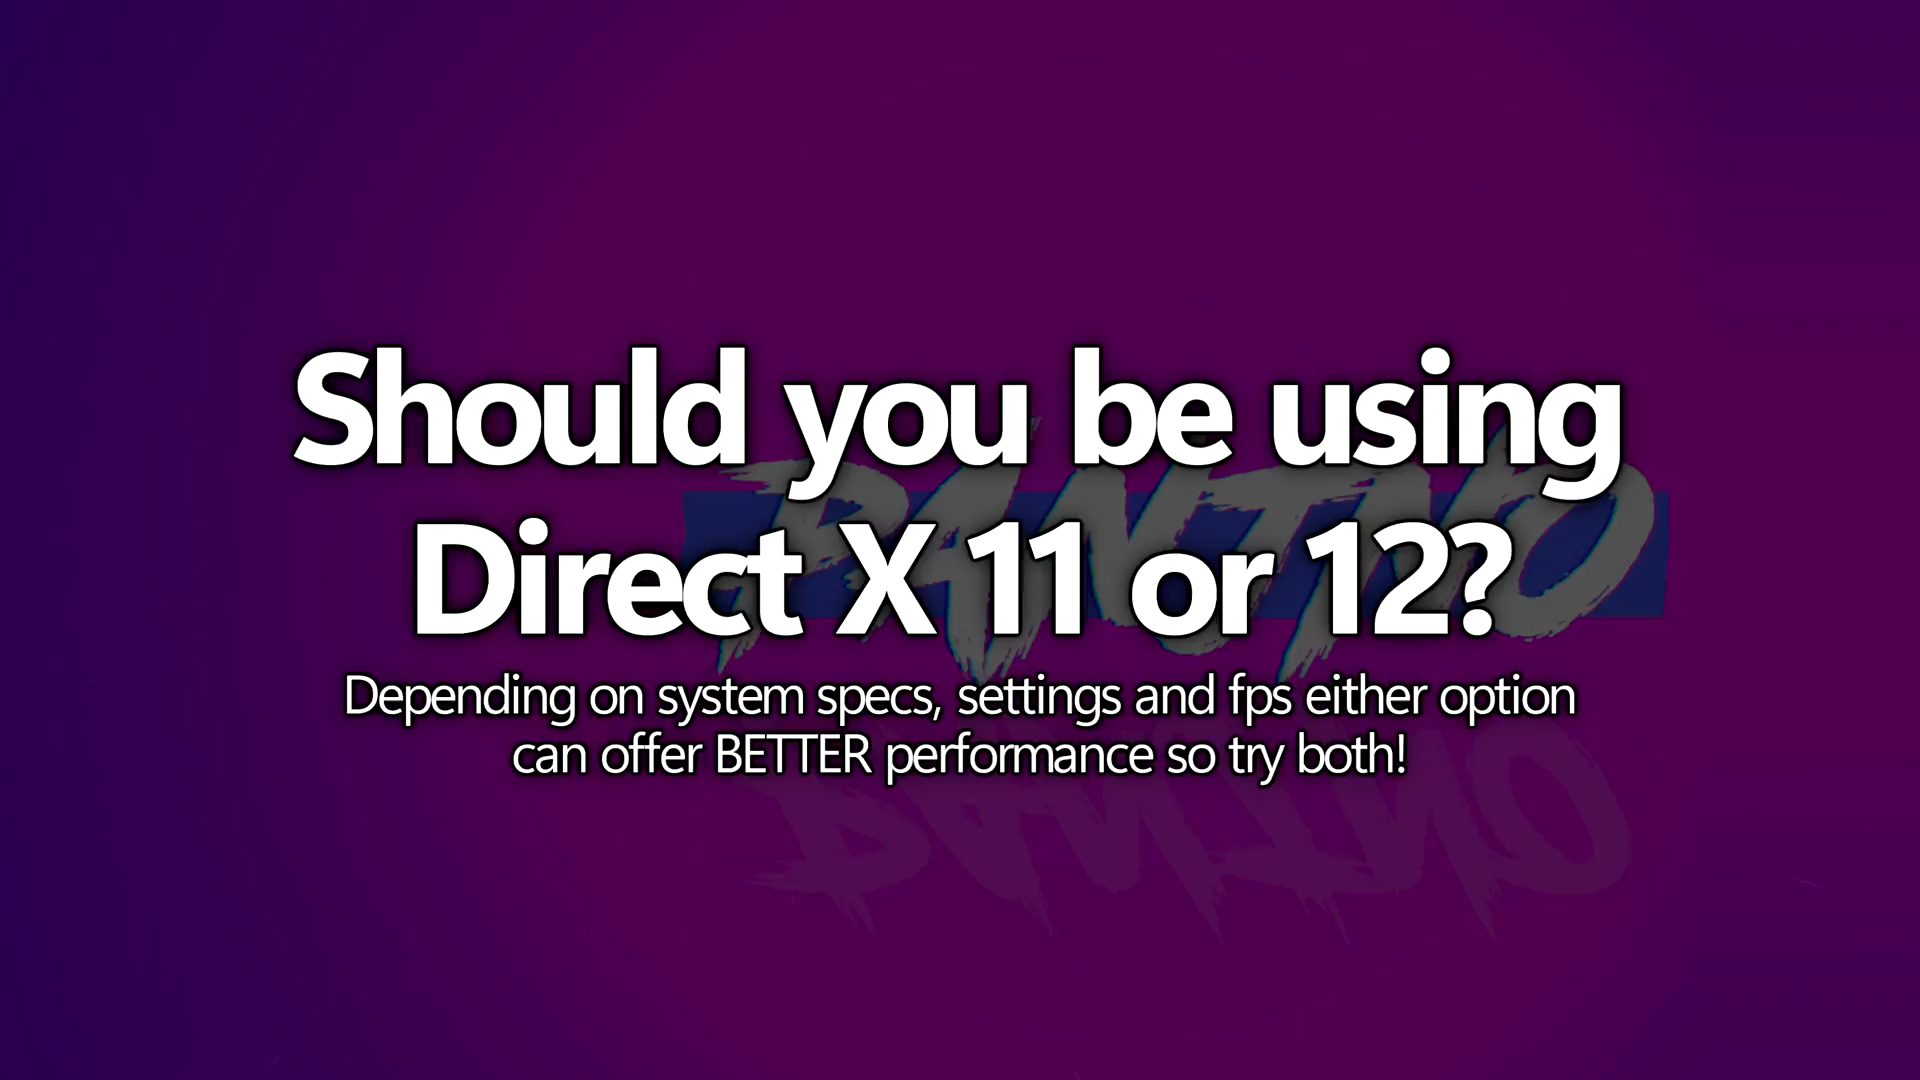 Should you be using
Direct X 11 or 12?
PANTNO
Depending on system specs, settings and fps either option
can offer BETTER performance so try both!